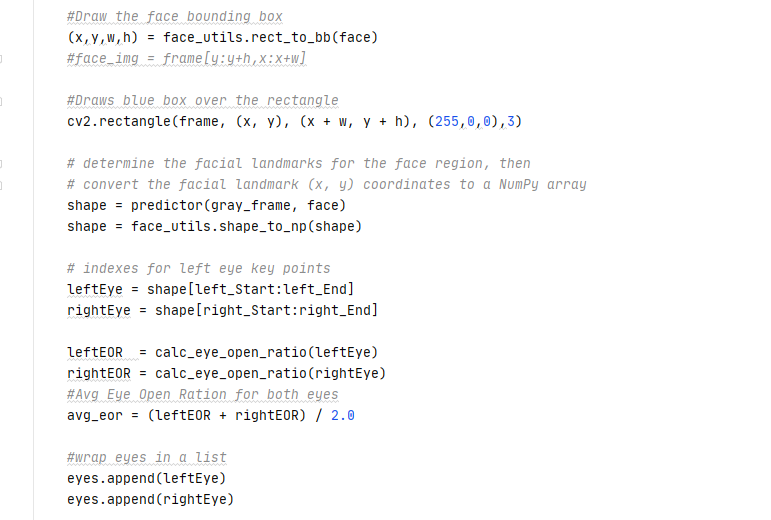 #Draw the face bounding box
(x,y,w,h) = face_utils.rect_to_bb(face)
#face_img = frame[y:y+h,x:x+w]
#Draws blue box over the rectangle
cv2.rectangle(frame, (x, y), (x + w, y + h), (255,0,0),3)
# determine the facial landmarks for the face region, then
# convert the facial landmark (x, y) coordinates to a NumPy array
shape = predictor(gray_frame, face)
shape = face_utils.shape_to_np(shape)
# indexes for left eye key points
leftEye = shape[left_Start:left_End]
rightEye = shape[right_Start:right_End]
leftEOR  = calc_eye_open_ratio(leftEye)
rightEOR = calc_eye_open_ratio(rightEye)
#Avg Eye Open Ration for both eyes
avg_eor = (leftEOR + rightEOR) / 2.0
#wrap eyes in a list
eyes.append(leftEye)
eyes.append(rightEye)